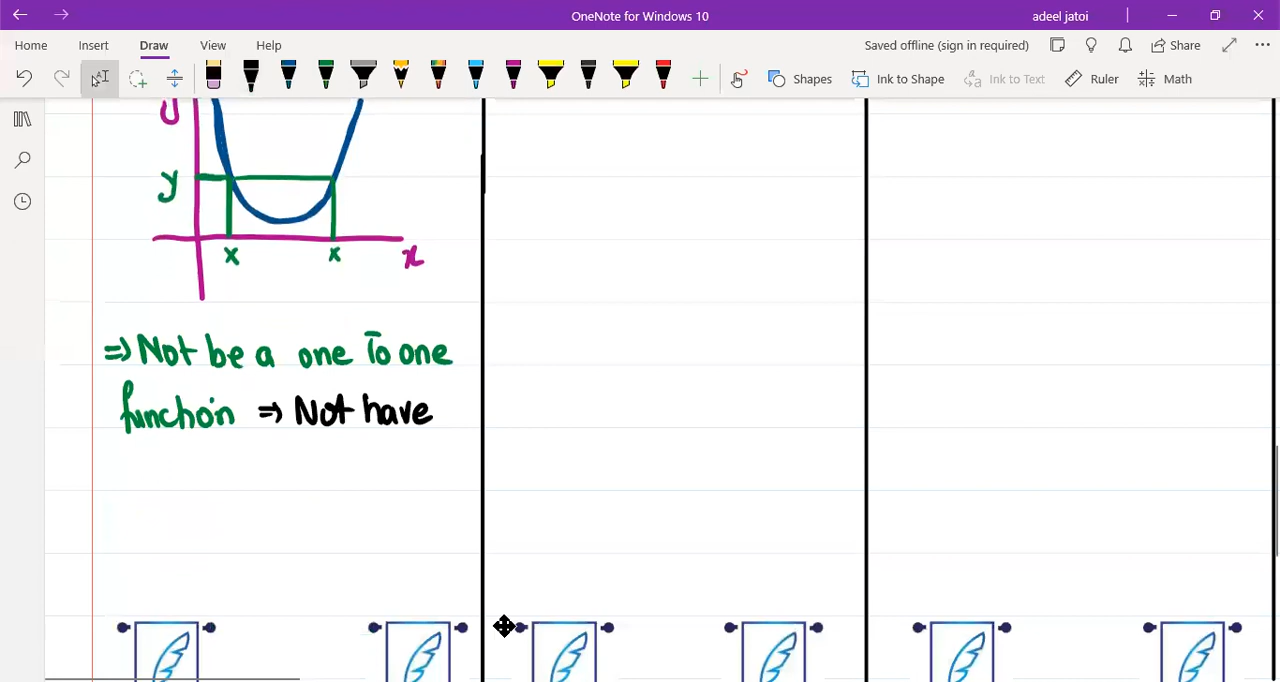 OneNote for Windows 10
adeel jatoi
Home Insert Draw View Help
Saved offline (sign in required)
Share
Shapes
Ink to Shape
Ink to Text
Ruler
Math
y
y
x x x
=> Not be a one To one
function => Not have